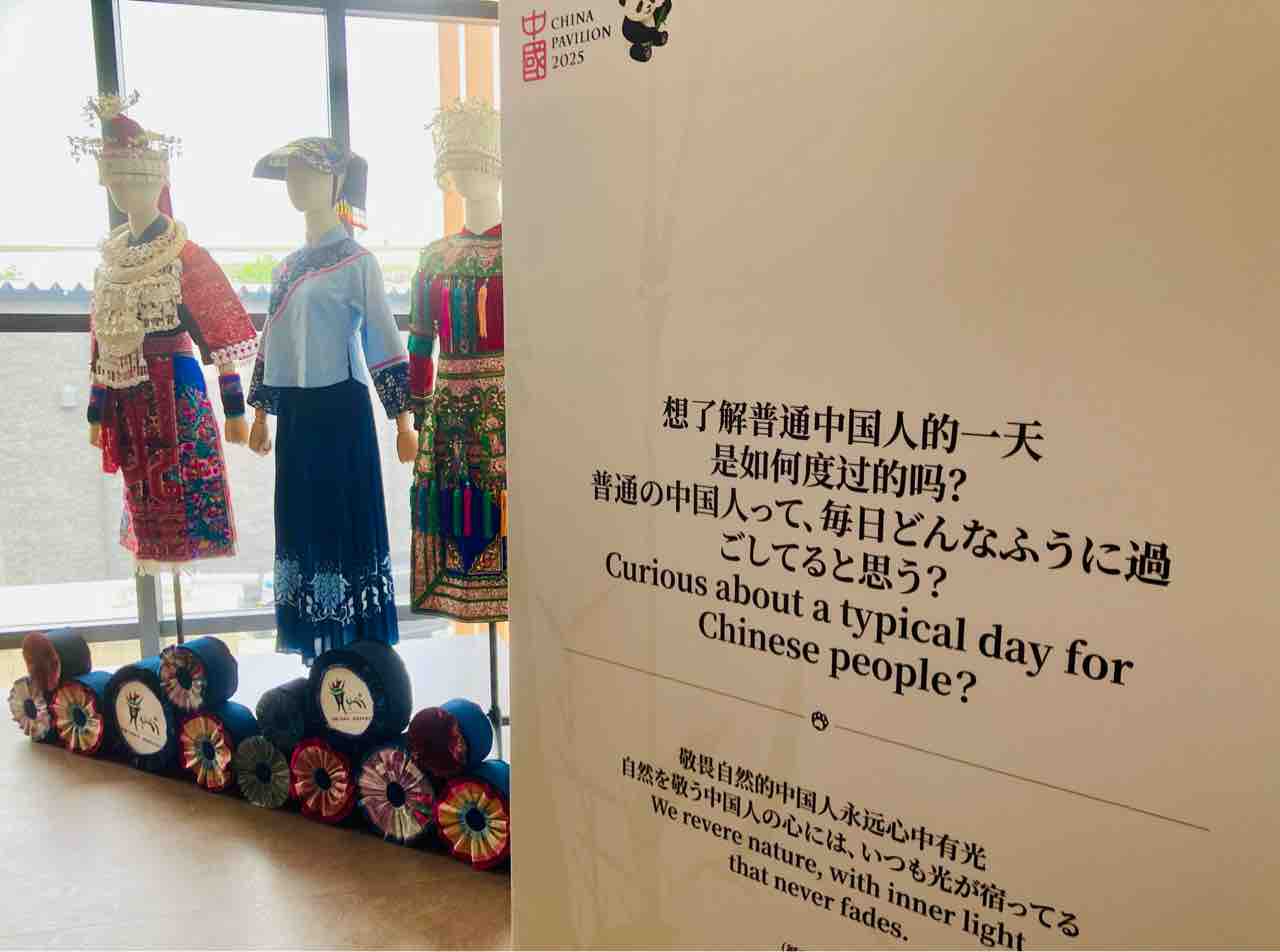 中國
CHINA
PAVILION
2025
想了解普通中国人的一天
是如何度过的吗？
普通の中国人って、毎日どんなふうに過
ごしてると思う？
Curious about a typical day for
Chinese people?
敬畏自然的中国人永远心中有光
自然を敬う中国人の心には、いつも光が宿ってる
We revere nature, with inner light
that never fades.